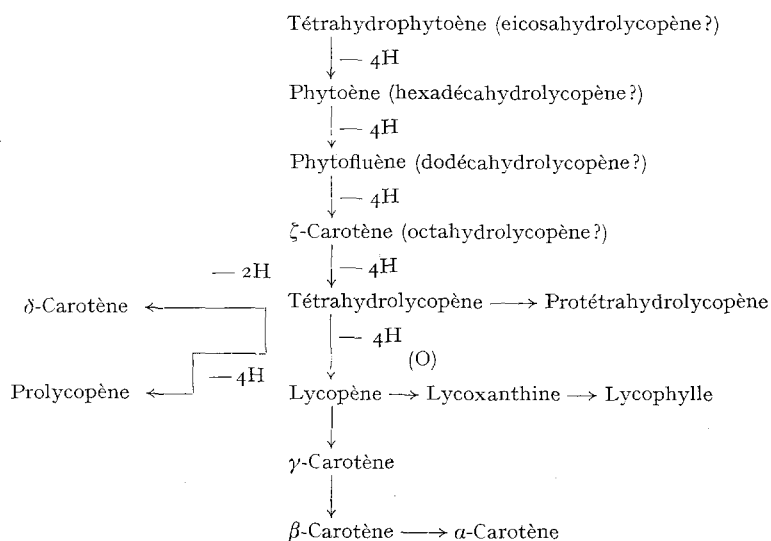 Tétrahydrophytoène (eicosahydrolycopène?)
— 4H
Phytoène (hexadécahydrolycopène?)
— 4H
Phytofluène (dodécahydrolycopène?)
— 4H
ζ-Carotène (octahydrolycopène?)
— 2H — 4H
δ-Carotène Tétrahydrolycopène Protétrahydrolycopène
— 4H
(O)
— 4H
Prolycopène Lycopène Lycoxanthine Lycophylle
γ-Carotène
β-Carotène α-Carotène